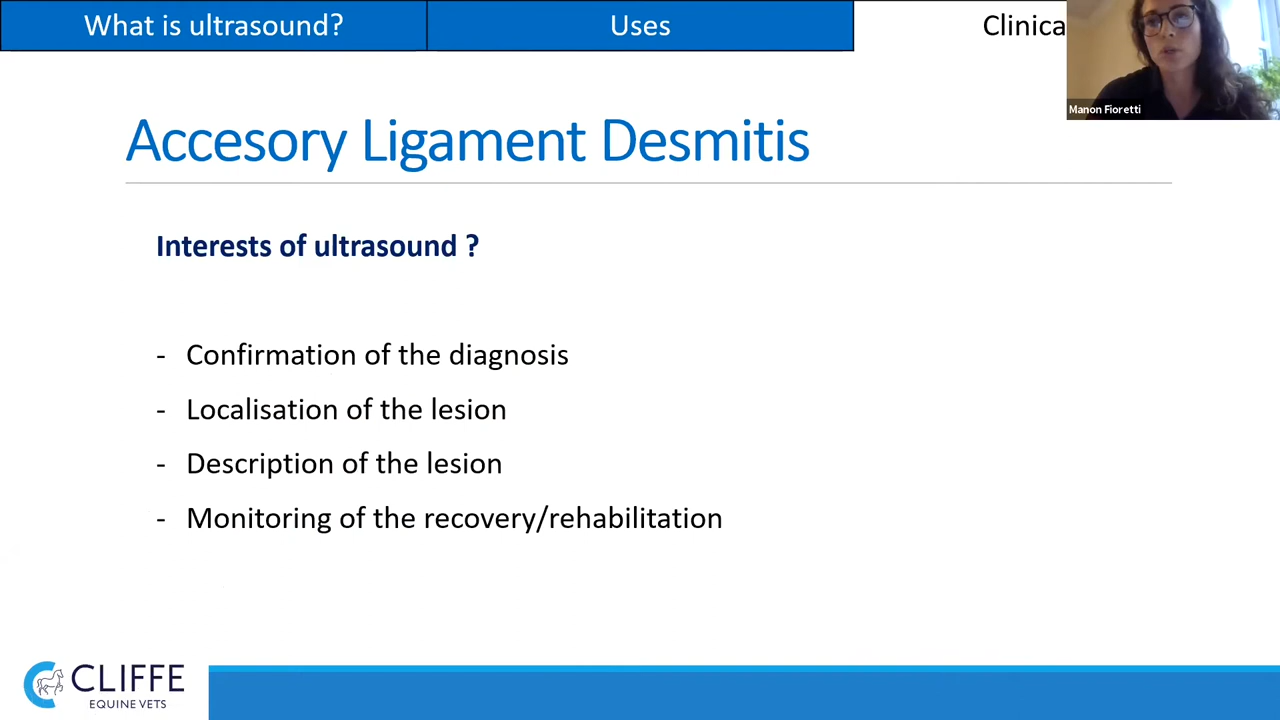 What is ultrasound?
Uses
Clinica
Manon Fioretti
Accesory Ligament Desmitis
Interests of ultrasound ?
- Confirmation of the diagnosis
- Localisation of the lesion
- Description of the lesion
- Monitoring of the recovery/rehabilitation
CLIFFE
EQUINE VETS